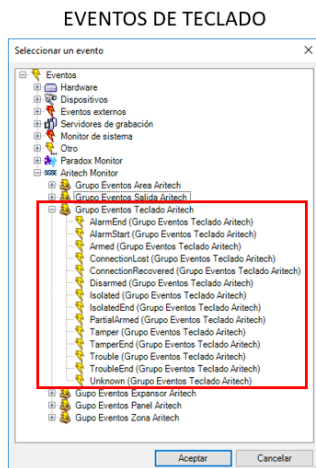 EVENTOS DE TECLADO
Seleccionar un evento
Eventos
Hardware
Dispositivos
Eventos externos
Servidores de grabación
Monitor de sistema
Otro
Paradox Monitor
Aritech Monitor
Grupo Eventos Area Aritech
Grupo Eventos Salida Aritech
Grupo Eventos Teclado Aritech
AlarmEnd (Grupo Eventos Teclado Aritech)
AlarmStart (Grupo Eventos Teclado Aritech)
Armed (Grupo Eventos Teclado Aritech)
ConnectionLost (Grupo Eventos Teclado Aritech)
ConnectionRecovered (Grupo Eventos Teclado Aritech)
Disarmed (Grupo Eventos Teclado Aritech)
Isolated (Grupo Eventos Teclado Aritech)
IsolatedEnd (Grupo Eventos Teclado Aritech)
PartialArmed (Grupo Eventos Teclado Aritech)
Tamper (Grupo Eventos Teclado Aritech)
TamperEnd (Grupo Eventos Teclado Aritech)
Trouble (Grupo Eventos Teclado Aritech)
TroubleEnd (Grupo Eventos Teclado Aritech)
Unknown (Grupo Eventos Teclado Aritech)
Gupo Eventos Expansor Aritech
Gupo Eventos Panel Aritech
Gupo Eventos Zona Aritech
Aceptar Cancelar